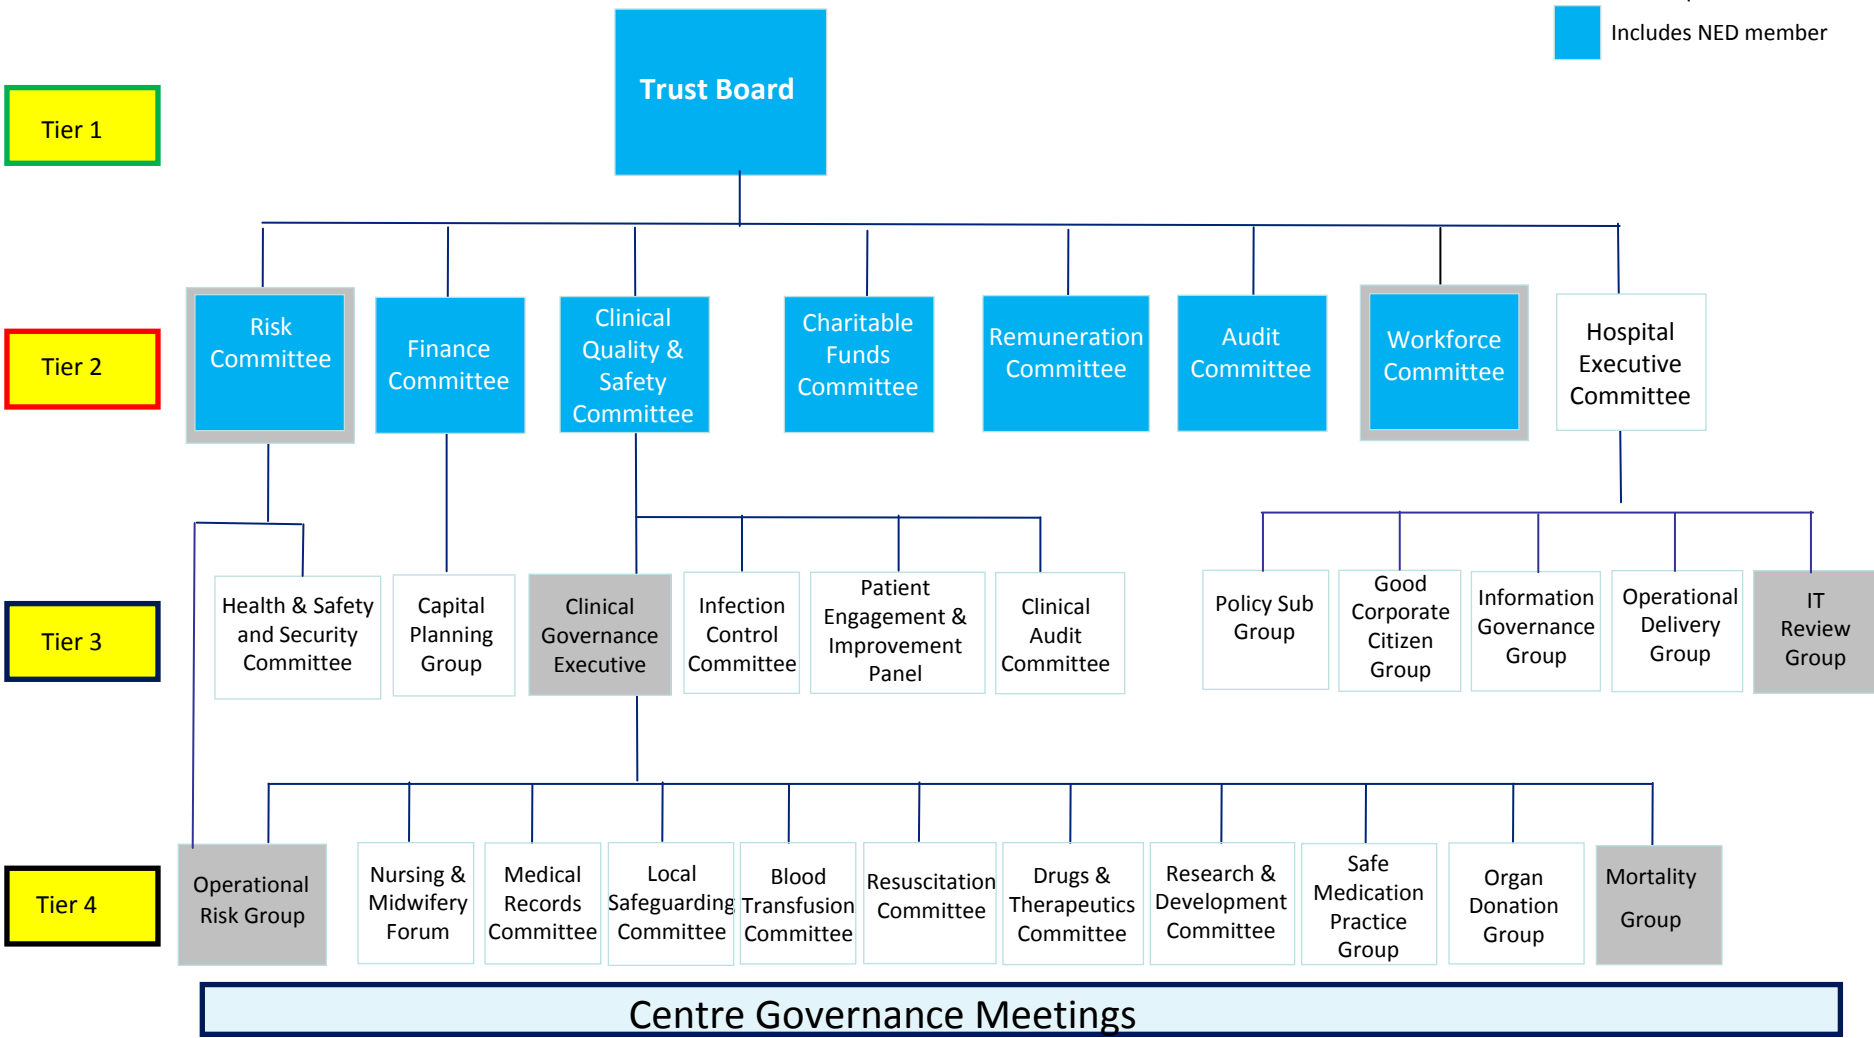 Includes NED member
Trust Board
Tier 1
Tier 2
Risk
Committee
Finance
Committee
Clinical
Quality &
Safety
Committee
Charitable
Funds
Committee
Remuneration
Committee
Audit
Committee
Workforce
Committee
Hospital
Executive
Committee
Tier 3
Health & Safety
and Security
Committee
Capital
Planning
Group
Clinical
Governance
Executive
Infection
Control
Committee
Patient
Engagement &
Improvement
Panel
Clinical
Audit
Committee
Policy Sub
Group
Good
Corporate
Citizen
Group
Information
Governance
Group
Operational
Delivery
Group
IT
Review
Group
Tier 4
Operational
Risk Group
Nursing &
Midwifery
Forum
Medical
Records
Committee
Local
Safeguarding
Committee
Blood
Transfusion
Committee
Resuscitation
Committee
Drugs &
Therapeutics
Committee
Research &
Development
Committee
Safe
Medication
Practice
Group
Organ
Donation
Group
Mortality
Group
Centre Governance Meetings